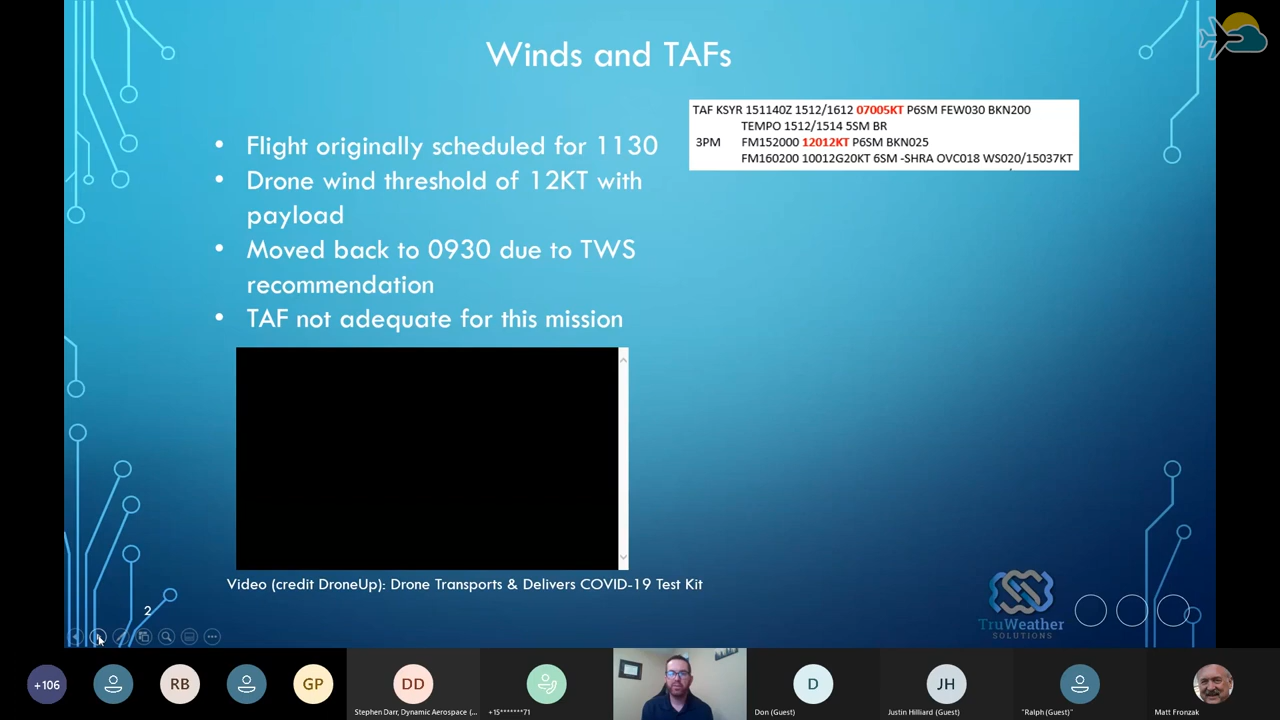 Winds and TAFs
• Flight originally scheduled for 1130
• Drone wind threshold of 12KT with
payload
• Moved back to 0930 due to TWS
recommendation
• TAF not adequate for this mission
TAF KSYR 151140Z 1512/1612 07005KT P6SM FEW030 BKN200
TEMPO 1512/1514 5SM BR
3PM FM152000 12012KT P6SM BKN025
FM160200 10012G20KT 6SM -SHRA OVC018 WS020/15037KT
Video (credit DroneUp): Drone Transports & Delivers COVID-19 Test Kit
2
TruWeather
SOLUTIONS
+106
RB
GP
DD
D
JH
Stephen Darr, Dynamic Aerospace (...
+15*******71
Don (Guest)
Justin Hilliard (Guest)
"Ralph (Guest)"
Matt Fronzak